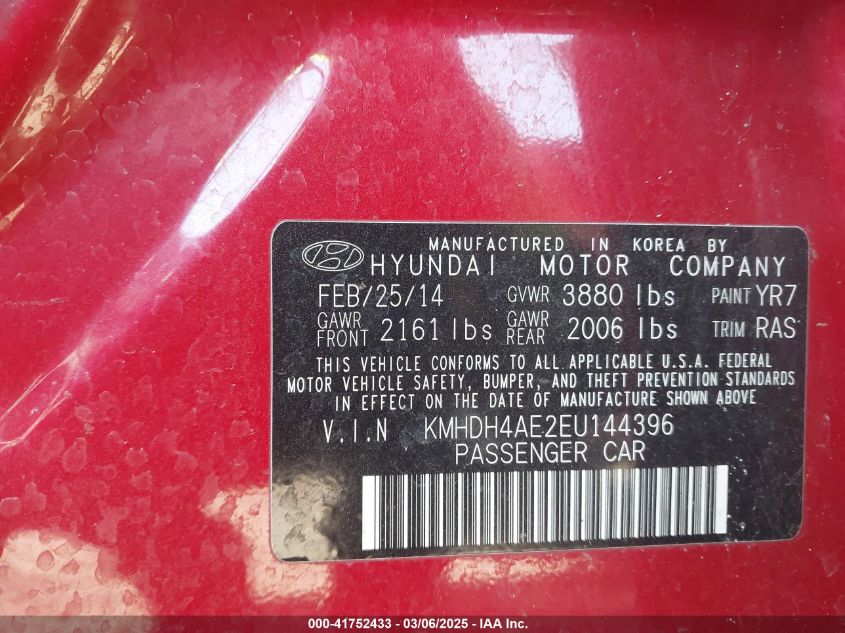 MANUFACTURED IN KOREA BY
HYUNDAI MOTOR COMPANY
FEB/25/14 GVWR 3880 lbs PAINT YR7
GAWR FRONT 2161 lbs GAWR REAR 2006 lbs TRIM RAS
THIS VEHICLE CONFORMS TO ALL APPLICABLE U.S.A. FEDERAL
MOTOR VEHICLE SAFETY, BUMPER, AND THEFT PREVENTION STANDARDS
IN EFFECT ON THE DATE OF MANUFACTURE SHOWN ABOVE
V.I.N KMHDH4AE2EU144396
PASSENGER CAR
000-41752433 - 03/06/2025 - IAA Inc.